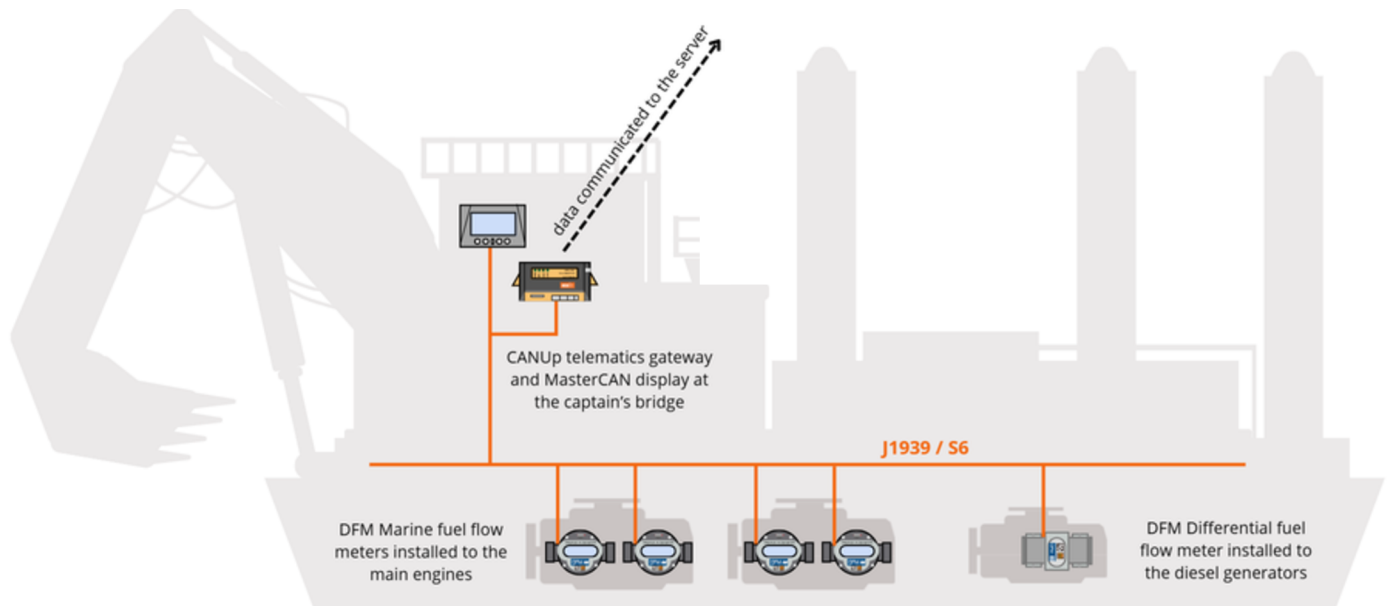 data communicated to the server
CANUp telematics gateway
and MasterCAN display at
the captain's bridge
J1939 / S6
DFM Marine fuel flow
meters installed to the
main engines
DFM Differential fuel
flow meter installed to
the diesel generators